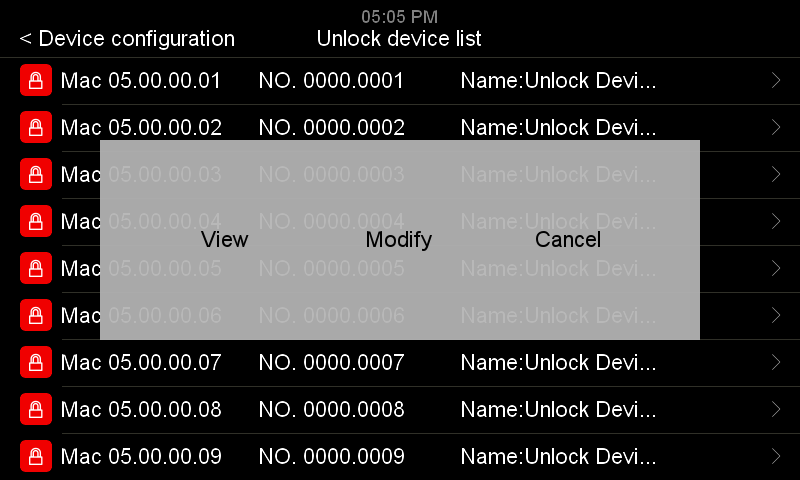 05:05 PM
< Device configuration Unlock device list
Mac 05.00.00.01 NO. 0000.0001 Name:Unlock Devi...
Mac 05.00.00.02 NO. 0000.0002 Name:Unlock Devi...
Mac 05.00.00.03 NO. 0000.0003 Name:Unlock Devi...
Mac 05.00.00.04 NO. 0000.0004 Name:Unlock Devi...
View Modify Cancel
Mac 05.00.00.05 NO. 0000.0005 Name:Unlock Devi...
Mac 05.00.00.06 NO. 0000.0006 Name:Unlock Devi...
Mac 05.00.00.07 NO. 0000.0007 Name:Unlock Devi...
Mac 05.00.00.08 NO. 0000.0008 Name:Unlock Devi...
Mac 05.00.00.09 NO. 0000.0009 Name:Unlock Devi...